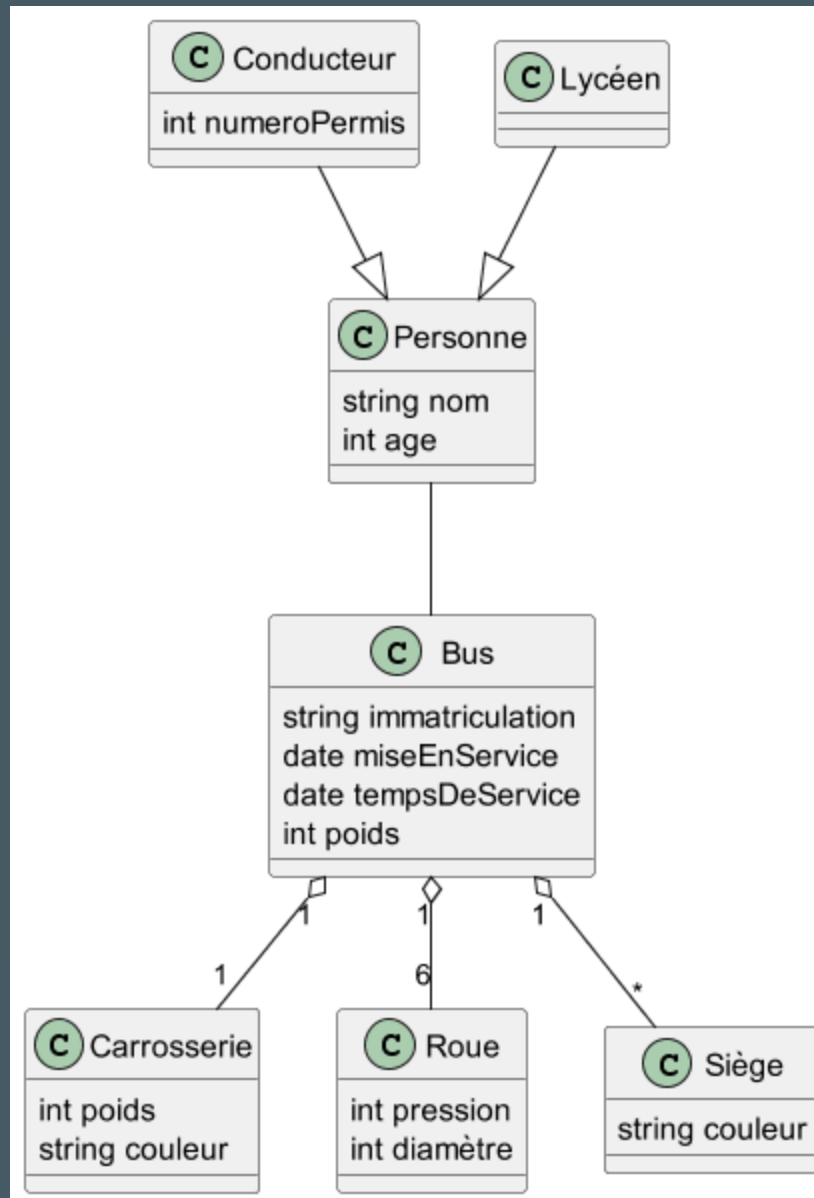 C Conducteur
int numeroPermis
C Lycéen
C Personne
string nom
int age
C Bus
string immatriculation
date miseEnService
date tempsDeService
int poids
1
1
1
1
6
*
C Carrosserie
int poids
string couleur
C Roue
int pression
int diamètre
C Siège
string couleur